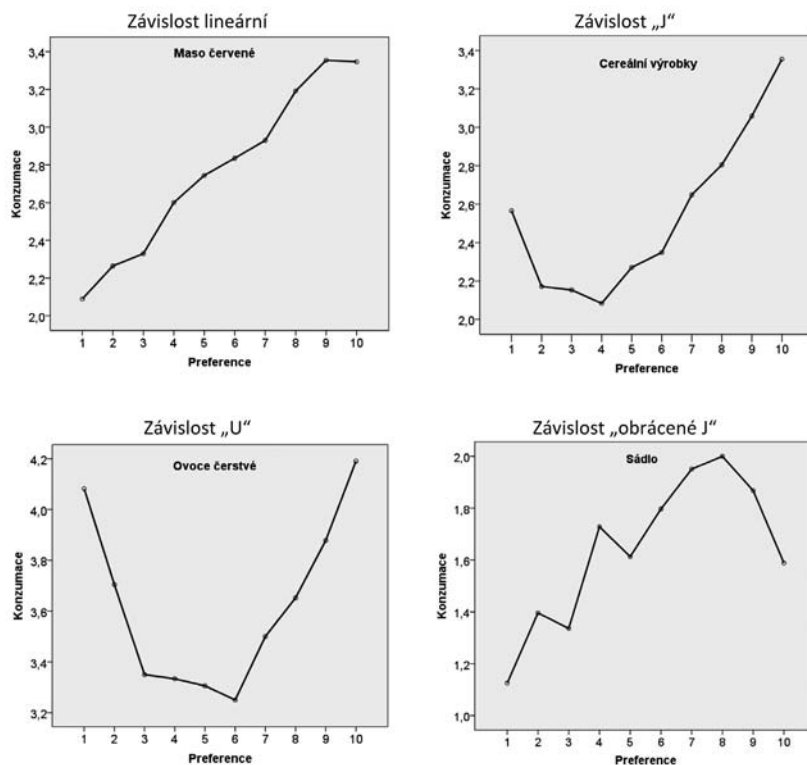 Závislost lineární
Maso červené
Konzumace
3,4
3,2
3,0
2,8
2,6
2,4
2,2
2,0
1 2 3 4 5 6 7 8 9 10
Preference
Závislost „J“
Cereální výrobky
Konzumace
3,4
3,2
3,0
2,8
2,6
2,4
2,2
2,0
1 2 3 4 5 6 7 8 9 10
Preference
Závislost „U“
Ovoce čerstvé
Konzumace
4,2
4,0
3,8
3,6
3,4
3,2
1 2 3 4 5 6 7 8 9 10
Preference
Závislost „obrácené J“
Sádlo
Konzumace
2,0
1,8
1,6
1,4
1,2
1,0
1 2 3 4 5 6 7 8 9 10
Preference